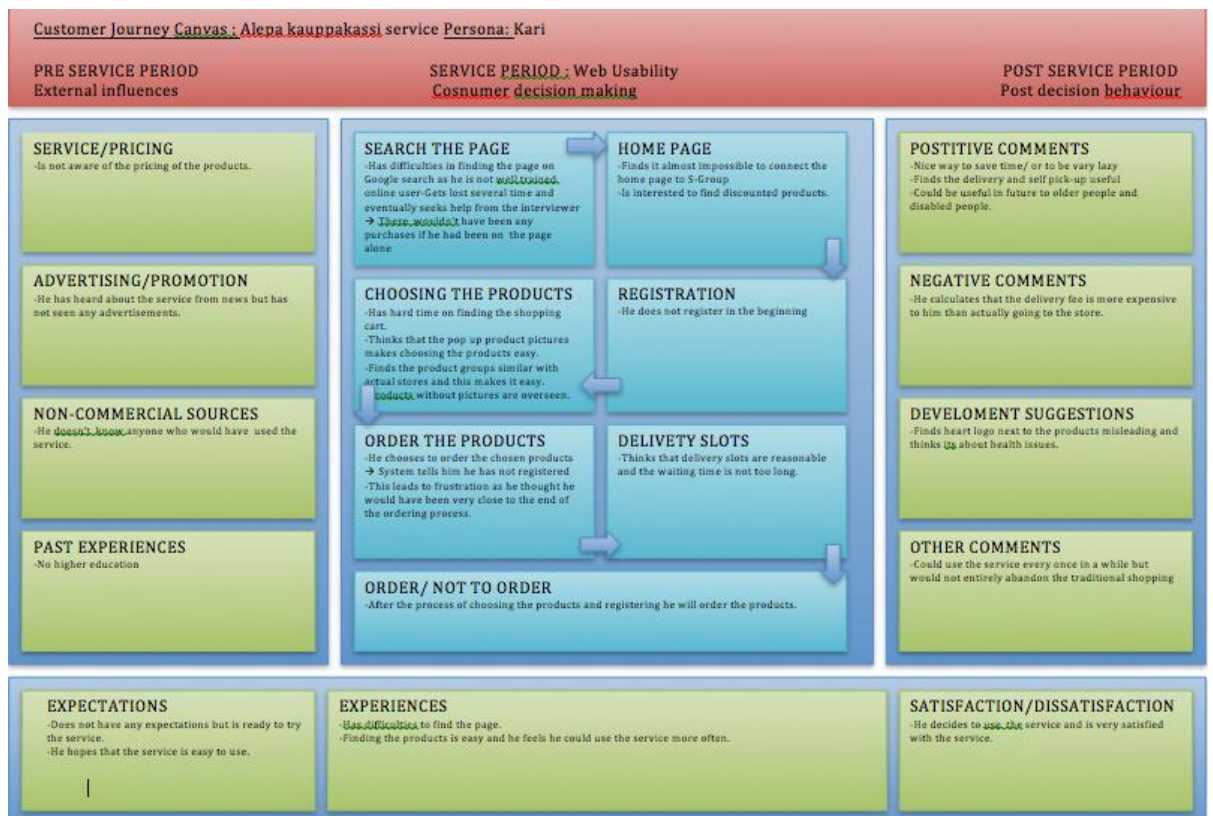 Customer Journey Canvas : Alepa kauppakassi service Persona: Kari
PRE SERVICE PERIOD
External influences
SERVICE PERIOD : Web Usability
Cosnumer decision making
POST SERVICE PERIOD
Post decision behaviour
SERVICE/PRICING
-Is not aware of the pricing of the products.
ADVERTISING/PROMOTION
-He has heard about the service from news but has
not seen any advertisements.
NON-COMMERCIAL SOURCES
-He doesn't know anyone who would have used the
service.
PAST EXPERIENCES
-No higher education
SEARCH THE PAGE
-Has difficulties in finding the page on
Google search as he is not well trained
online user-Gets lost several time and
eventually seeks help from the interviewer
→ There wouldn't have been any
purchases if he had been on the page
alone
HOME PAGE
-Finds it almost impossible to connect the
home page to S-Group
-Is interested to find discounted products.
CHOOSING THE PRODUCTS
-Has hard time on finding the shopping
cart.
-Thinks that the pop up product pictures
makes choosing the products easy.
-Finds the product groups similar with
actual stores and this makes it easy.
-Products without pictures are overseen.
REGISTRATION
-He does not register in the beginning
ORDER THE PRODUCTS
-He chooses to order the chosen products
→ System tells him he has not registered
-This leads to frustration as he thought he
would have been very close to the end of
the ordering process.
DELIVETY SLOTS
-Thinks that delivery slots are reasonable
and the waiting time is not too long.
ORDER/ NOT TO ORDER
-After the process of choosing the products and registering he will order the products.
POSTITIVE COMMENTS
-Nice way to save time/ or to be vary lazy
-Finds the delivery and self pick-up useful
-Could be useful in future to older people and
disabled people.
NEGATIVE COMMENTS
-He calculates that the delivery fee is more expensive
to him than actually going to the store.
DEVELOMENT SUGGESTIONS
-Finds heart logo next to the products misleading and
thinks its about health issues.
OTHER COMMENTS
-Could use the service every once in a while but
would not entirely abandon the traditional shopping
EXPECTATIONS
-Does not have any expectations but is ready to try
the service.
-He hopes that the service is easy to use.
EXPERIENCES
-Has difficulties to find the page.
-Finding the products is easy and he feels he could use the service more often.
SATISFACTION/DISSATISFACTION
-He decides to use the service and is very satisfied
with the service.